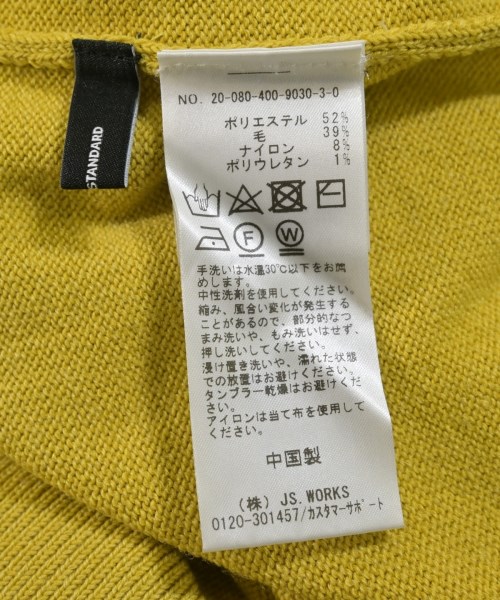 STANDARD
NO. 20-080-400-9030-3-0
ポリエステル 52%
毛 39%
ナイロン 8%
ポリウレタン 1%
F W
手洗いは水温30℃以下をお薦
めします。
中性洗剤を使用してください。
縮み、風合い変化が発生する
ことがあるので、部分的なつ
まみ洗いや、もみ洗いはせず、
押し洗いしてください。
浸け置き洗いや、濡れた状態
での放置はお避けください。
タンブラー乾燥はお避けくだ
さい。
アイロンは当て布を使用して
ください。
中国製
(株) JS.WORKS
0120-301457/カスタマーサポート